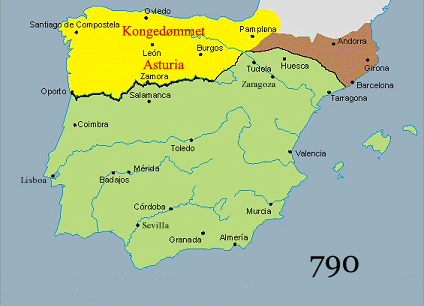 Oviedo
Santiago de Compostela
Kongedømmet
Pamplona
Andorra
León
Burgos
Asturia
Huesca
Girona
Tudela
Zamora
Zaragoza
Barcelona
Oporto
Salamanca
Tarragona
Coimbra
Toledo
Valencia
Mérida
Lisboa
Badajos
Córdoba
Murcia
Sevilla
Granada
Almería
790